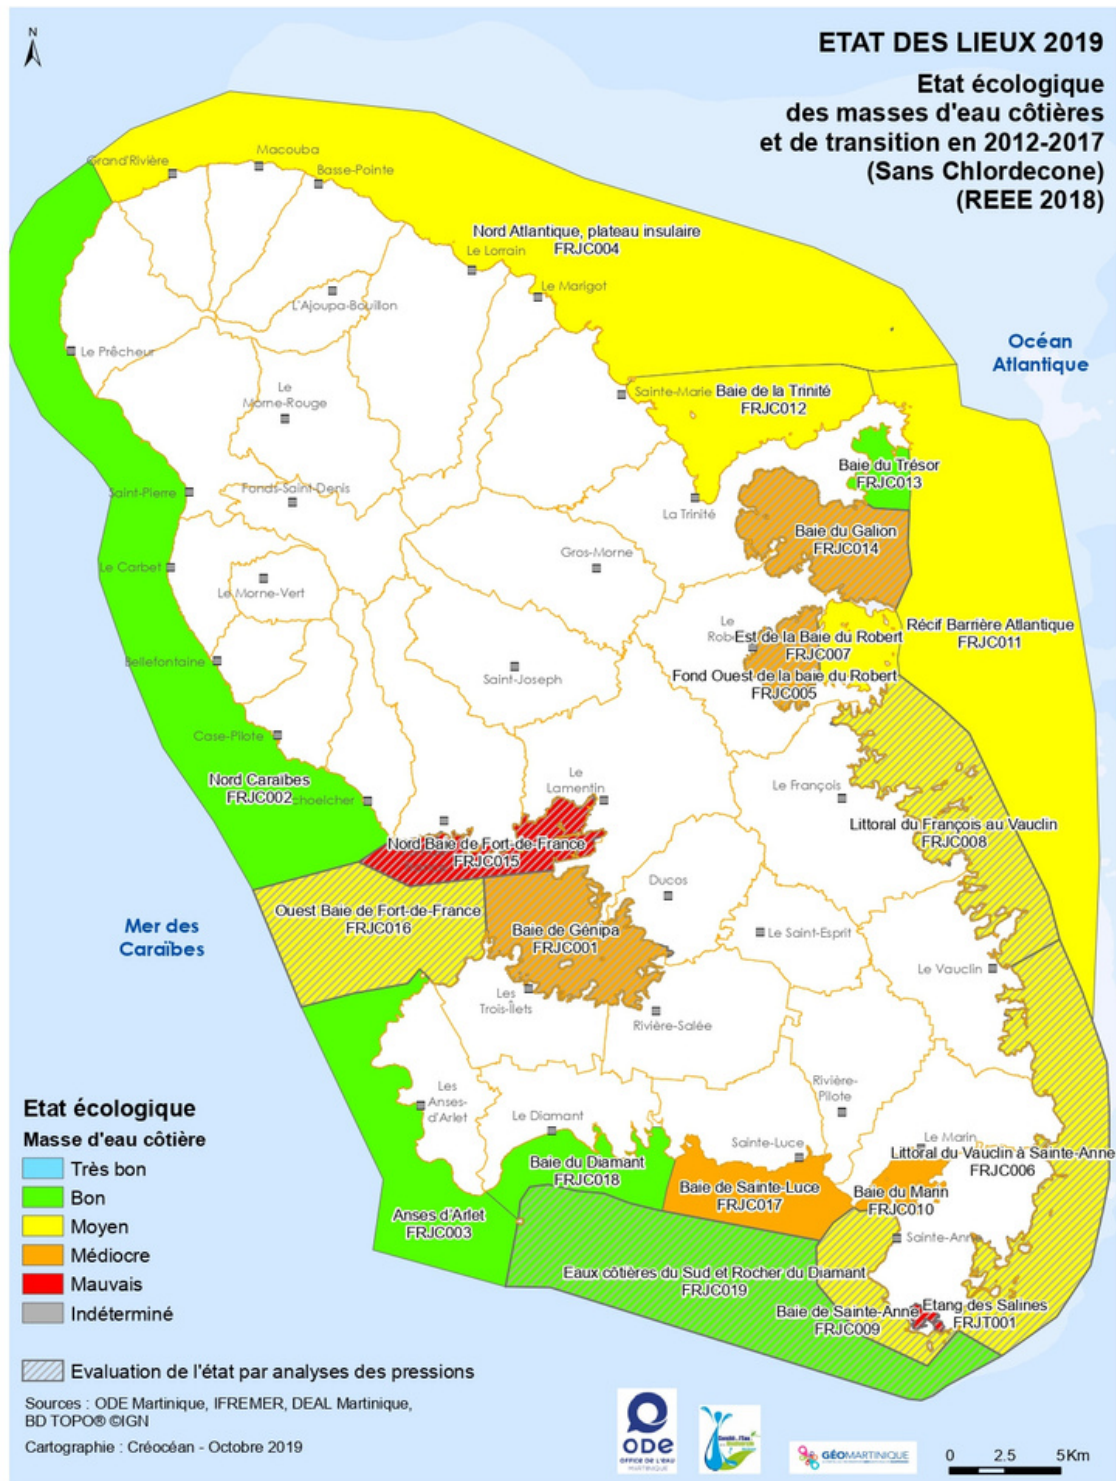 N
ETAT DES LIEUX 2019
Etat écologique
des masses d'eau côtières
et de transition en 2012-2017
(Sans Chlordecone)
(REEE 2018)
Grand'Rivière
Macouba
Basse-Pointe
Nord Atlantique, plateau insulaire
FRJC004
Le Lorrain
Le Marigot
L'Ajoupa-Bouillon
Océan
Atlantique
Le Prêcheur
Le
Morne-Rouge
Sainte-Marie
Baie de la Trinité
FRJC012
Baie du Trésor
FRJC013
Saint-Pierre
Fonds-Saint-Denis
La Trinité
Baie du Galion
FRJC014
Gros-Morne
Le Carbet
Le Morne-Vert
Le
Récif Barrière Atlantique
FRJC011
Est de la Baie du Robert
FRJC007
Bellefontaine
Saint-Joseph
Fond Ouest de la baie du Robert
FRJC005
Case-Pilote
Nord Caraïbes
FRJC002
choelcher
Le
Lamentin
Le François
Littoral du François au Vauclin
FRJC008
Nord Baie de Fort-de-France
FRJC015
Ducos
Ouest Baie de Fort-de-France
FRJC016
Baie de Génipa
FRJC001
Le Saint-Esprit
Mer des
Caraïbes
Le Vauclin
Les
Trois-Îlets
Rivière-Salée
Les
Anses-
d'Arlet
Le Diamant
Rivière-
Pilote
Sainte-Luce
Le Marin
Littoral du Vauclin à Sainte-Anne
FRJC006
Baie du Diamant
FRJC018
Baie de Sainte-Luce
FRJC017
Baie du Marin
FRJC010
Anses d'Arlet
FRJC003
Sainte-Anne
Eaux côtières du Sud et Rocher du Diamant
FRJC019
Baie de Sainte-Anne
FRJC009
Etang des Salines
FRJT001
Etat écologique
Masse d'eau côtière
Très bon
Bon
Moyen
Médiocre
Mauvais
Indéterminé
Evaluation de l'état par analyses des pressions
Sources : ODE Martinique, IFREMER, DEAL Martinique,
BD TOPO® ©IGN
Cartographie : Créocéan - Octobre 2019
ODE
OFFICE DE L'EAU
MARTINIQUE
GÉOMARTINIQUE
0 2.5 5Km